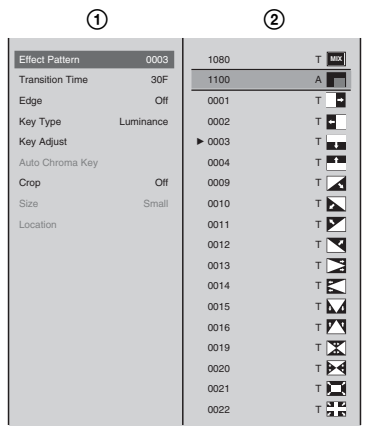 ① ②
Effect Pattern 0003
Transition Time 30F
Edge Off
Key Type Luminance
Key Adjust
Auto Chroma Key
Crop Off
Size Small
Location
1080 T MIX
1100 A
0001 T
0002 T
▶ 0003 T
0004 T
0009 T
0010 T
0011 T
0012 T
0013 T
0014 T
0015 T
0016 T
0019 T
0020 T
0021 T
0022 T